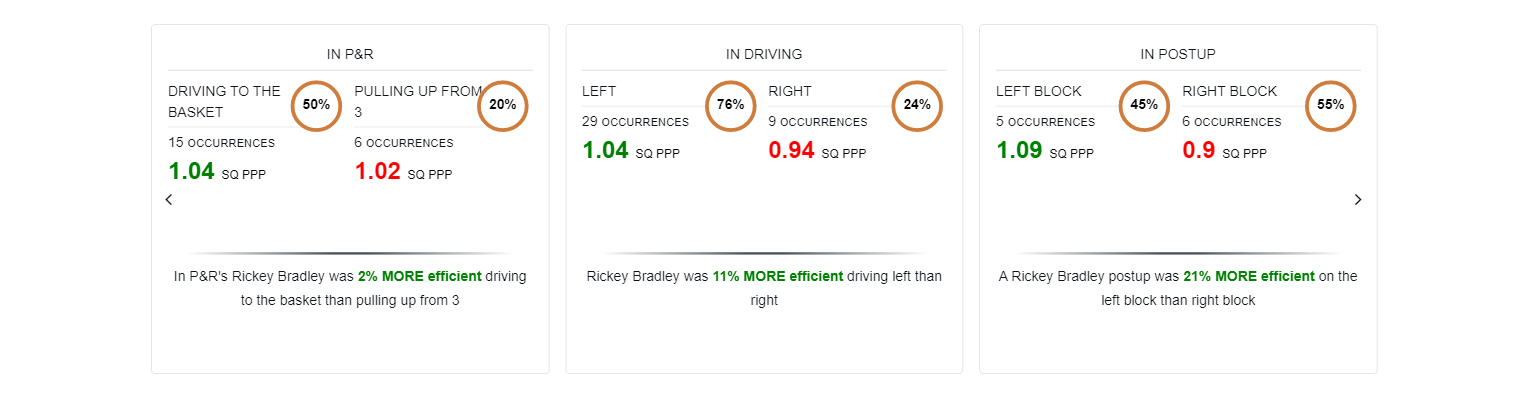 IN P&R
DRIVING TO THE
BASKET
50%
15 OCCURRENCES
1.04 SQ PPP
PULLING UP FROM
3
20%
6 OCCURRENCES
1.02 SQ PPP
In P&R's Rickey Bradley was 2% MORE efficient driving
to the basket than pulling up from 3
IN DRIVING
LEFT
76%
29 OCCURRENCES
1.04 SQ PPP
RIGHT
24%
9 OCCURRENCES
0.94 SQ PPP
Rickey Bradley was 11% MORE efficient driving left than
right
IN POSTUP
LEFT BLOCK
45%
5 OCCURRENCES
1.09 SQ PPP
RIGHT BLOCK
55%
6 OCCURRENCES
0.9 SQ PPP
A Rickey Bradley postup was 21% MORE efficient on the
left block than right block